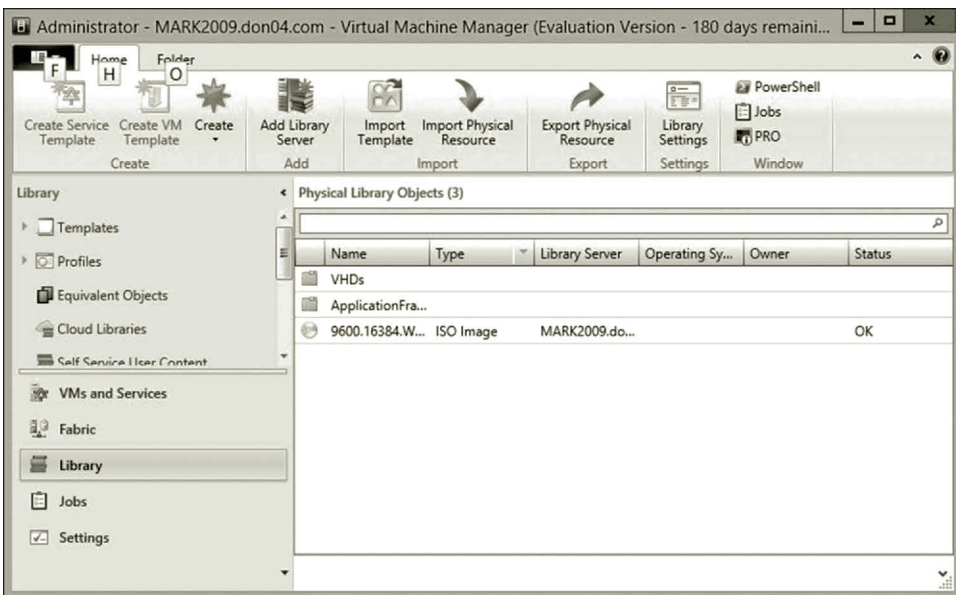 Administrator - MARK2009.don04.com - Virtual Machine Manager (Evaluation Version - 180 days remaini...
F
Home
H
Folder
O
Create Service Template
Create VM Template
Create
Create
Add Library Server
Add
Import Template
Import Physical Resource
Import
Export Physical Resource
Export
Library Settings
Settings
PowerShell
Jobs
PRO
Window
Library
Templates
Profiles
Equivalent Objects
Cloud Libraries
Self Service User Content
VMs and Services
Fabric
Library
Jobs
Settings
Physical Library Objects (3)
Name Type Library Server Operating Sy... Owner Status
VHDs
ApplicationFra...
9600.16384.W... ISO Image MARK2009.do... OK